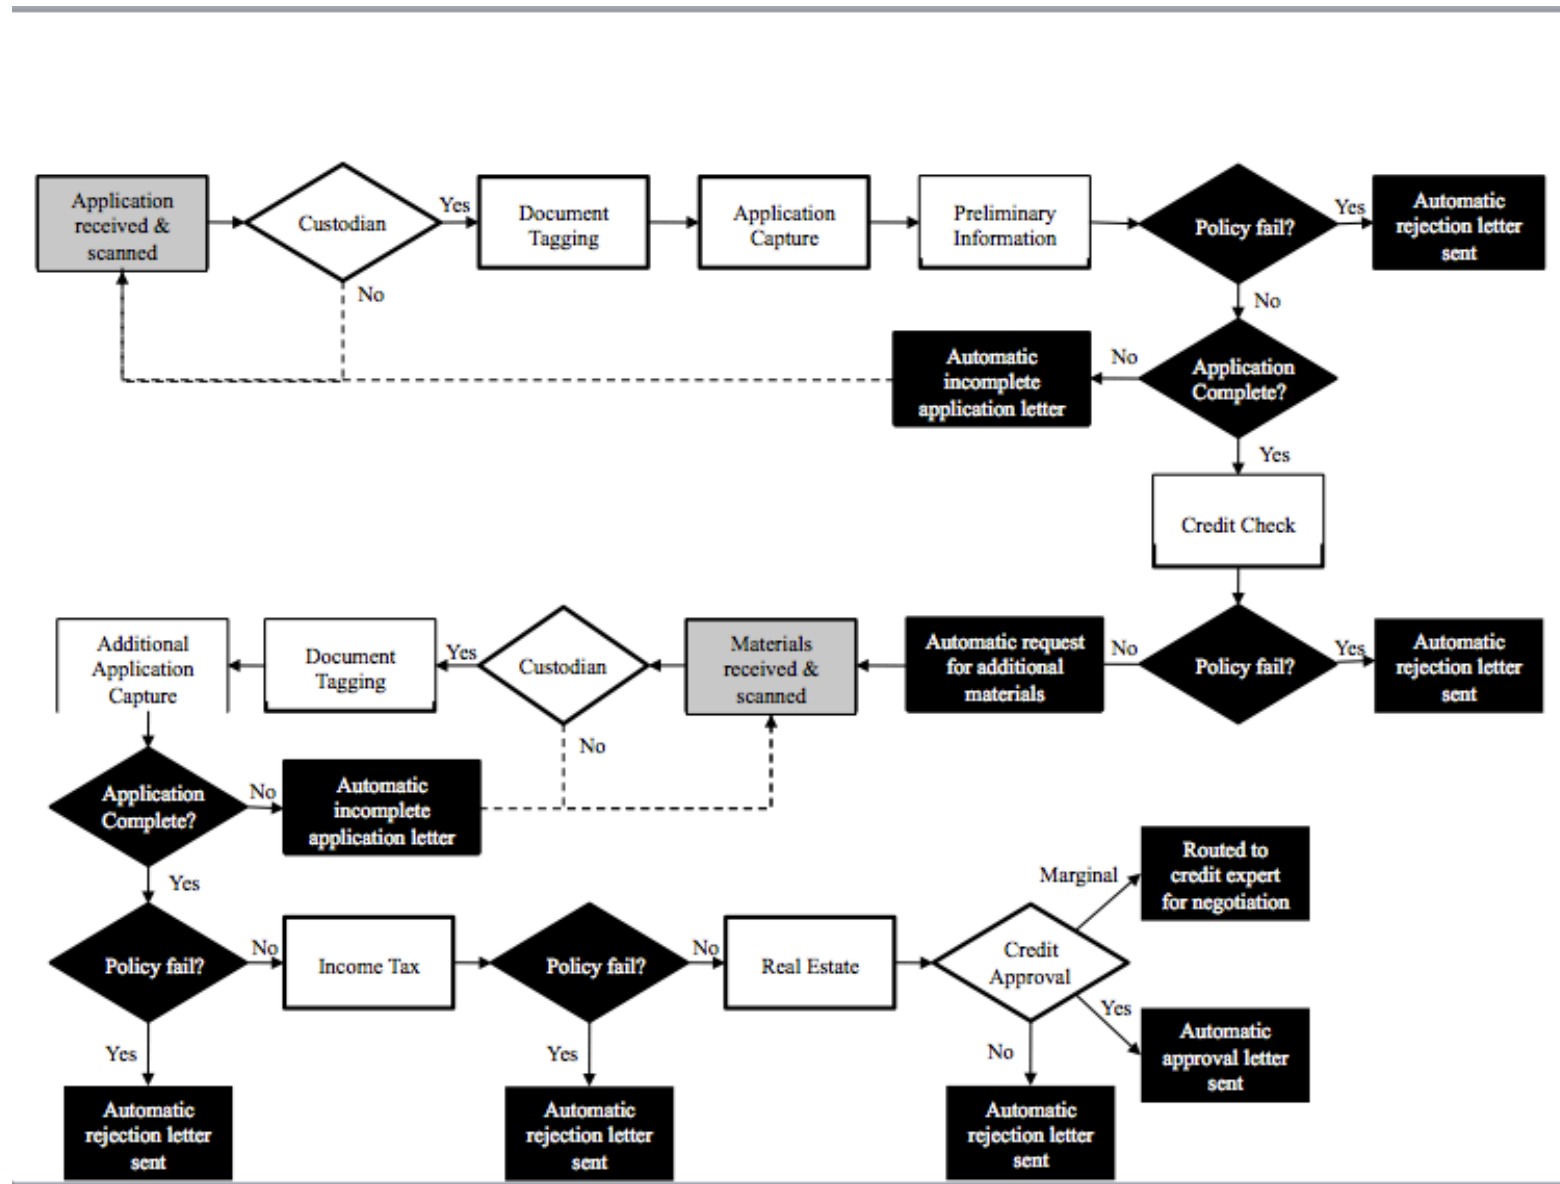 Application
received &
scanned
Custodian
Yes
No
Document
Tagging
Application
Capture
Preliminary
Information
Policy fail?
Yes
Automatic
rejection letter
sent
No
Application
Complete?
No
Automatic
incomplete
application letter
Yes
Credit Check
Policy fail?
Yes
Automatic
rejection letter
sent
No
Automatic request
for additional
materials
Materials
received &
scanned
Custodian
No
Yes
Document
Tagging
Additional
Application
Capture
Application
Complete?
No
Automatic
incomplete
application letter
Yes
Policy fail?
Yes
Automatic
rejection letter
sent
No
Income Tax
Policy fail?
Yes
Automatic
rejection letter
sent
No
Real Estate
Credit
Approval
Marginal
Routed to
credit expert
for negotiation
Yes
Automatic
approval letter
sent
No
Automatic
rejection letter
sent